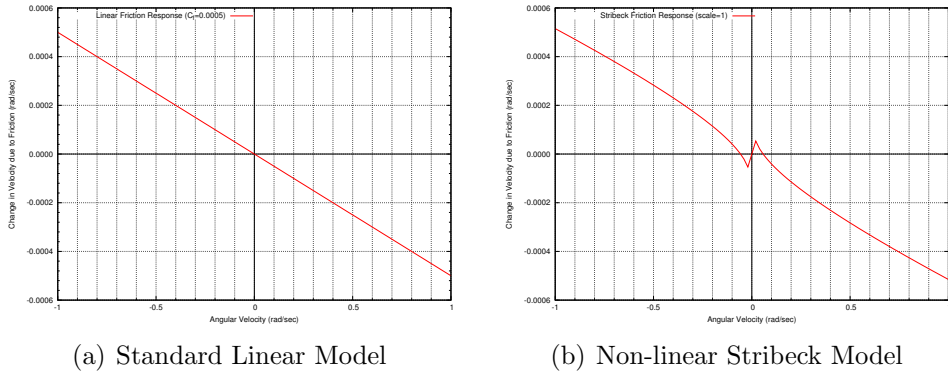 Linear Friction Response (Cf=0.0005)
0.0006
0.0004
0.0002
0.0000
-0.0002
-0.0004
-0.0006
Change in Velocity due to Friction (rad/sec)
-1
-0.5
0
0.5
1
Angular Velocity (rad/sec)
(a) Standard Linear Model
Stribeck Friction Response (scale=1)
0.0006
0.0004
0.0002
0.0000
-0.0002
-0.0004
-0.0006
Change in Velocity due to Friction (rad/sec)
-1
-0.5
0
0.5
Angular Velocity (rad/sec)
(b) Non-linear Stribeck Model